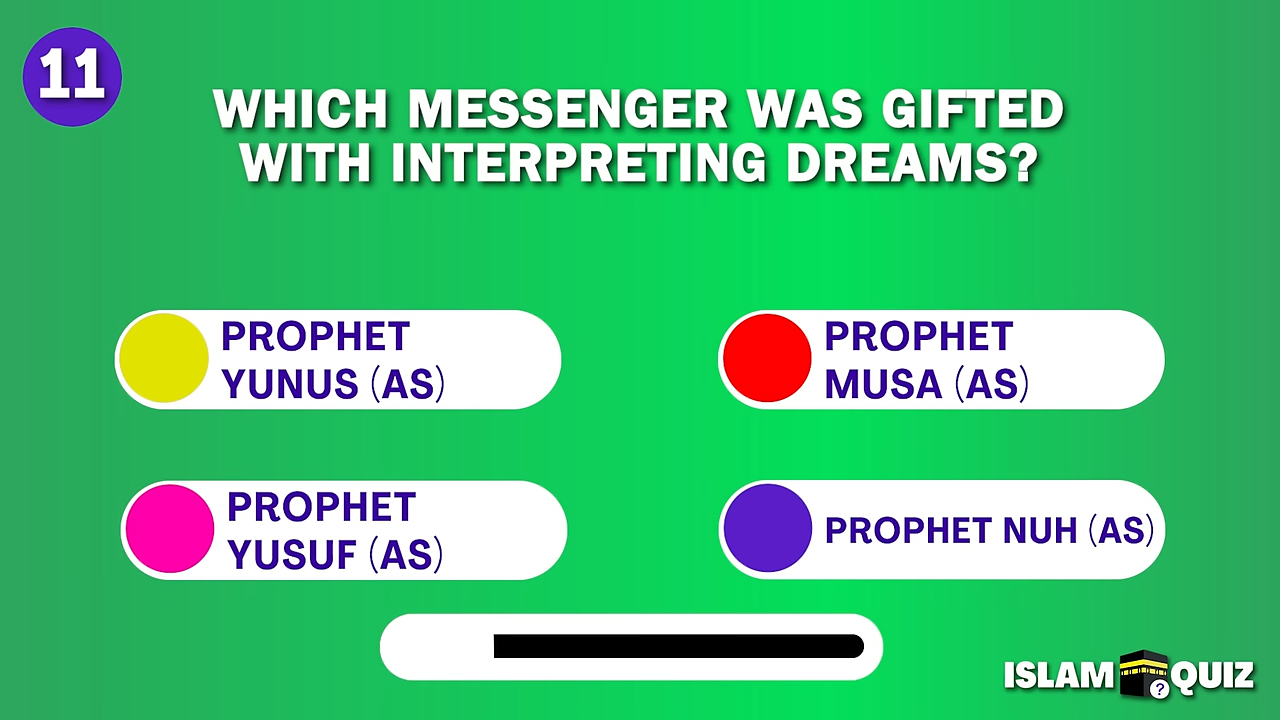 11
WHICH MESSENGER WAS GIFTED
WITH INTERPRETING DREAMS?
PROPHET
YUNUS (AS)
PROPHET
MUSA (AS)
PROPHET
YUSUF (AS)
PROPHET NUH (AS)
ISLAM ? QUIZ